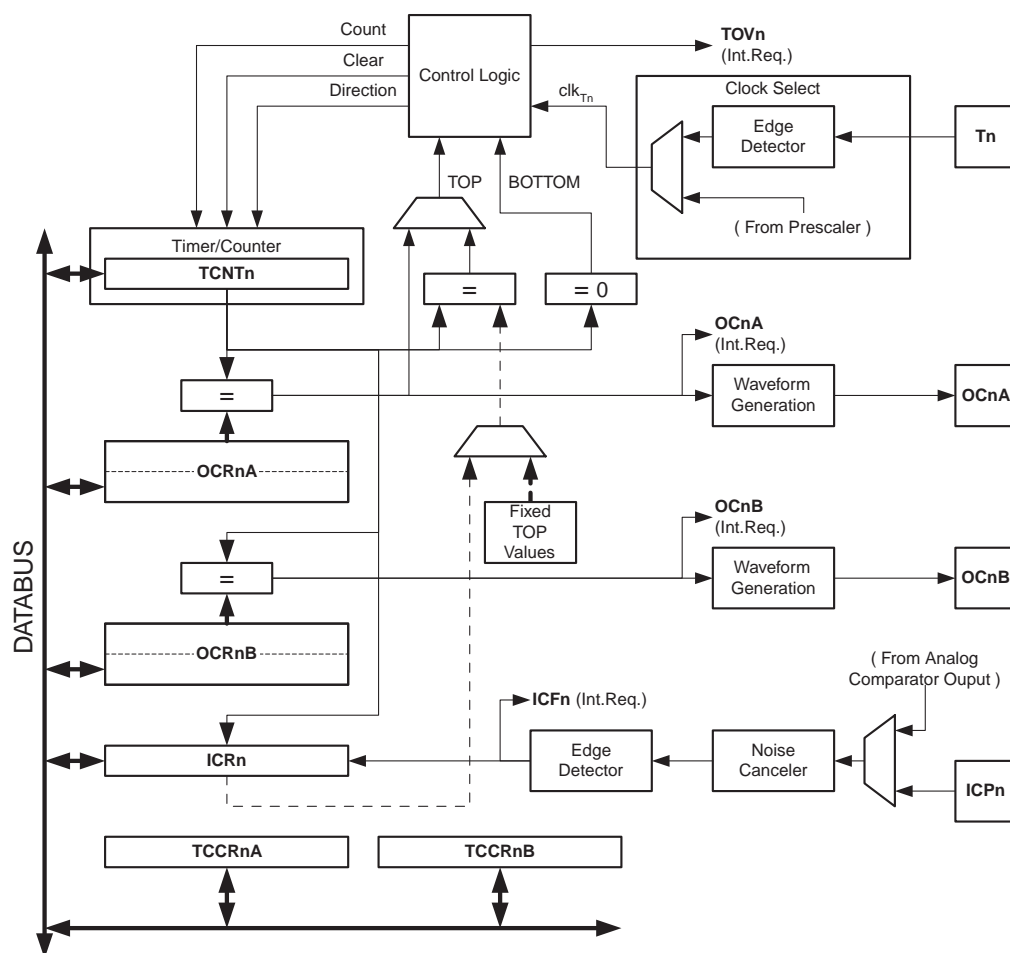 Count
TOVn
(Int.Req.)
Clear
Control Logic
Direction
clkTn
Clock Select
Edge
Detector
Tn
TOP
BOTTOM
( From Prescaler )
Timer/Counter
TCNTn
=
= 0
OCnA
(Int.Req.)
=
Waveform
Generation
OCnA
OCRnA
Fixed
TOP
Values
OCnB
(Int.Req.)
=
Waveform
Generation
OCnB
DATABUS
OCRnB
( From Analog
Comparator Ouput )
ICFn (Int.Req.)
ICRn
Edge
Detector
Noise
Canceler
ICPn
TCCRnA
TCCRnB